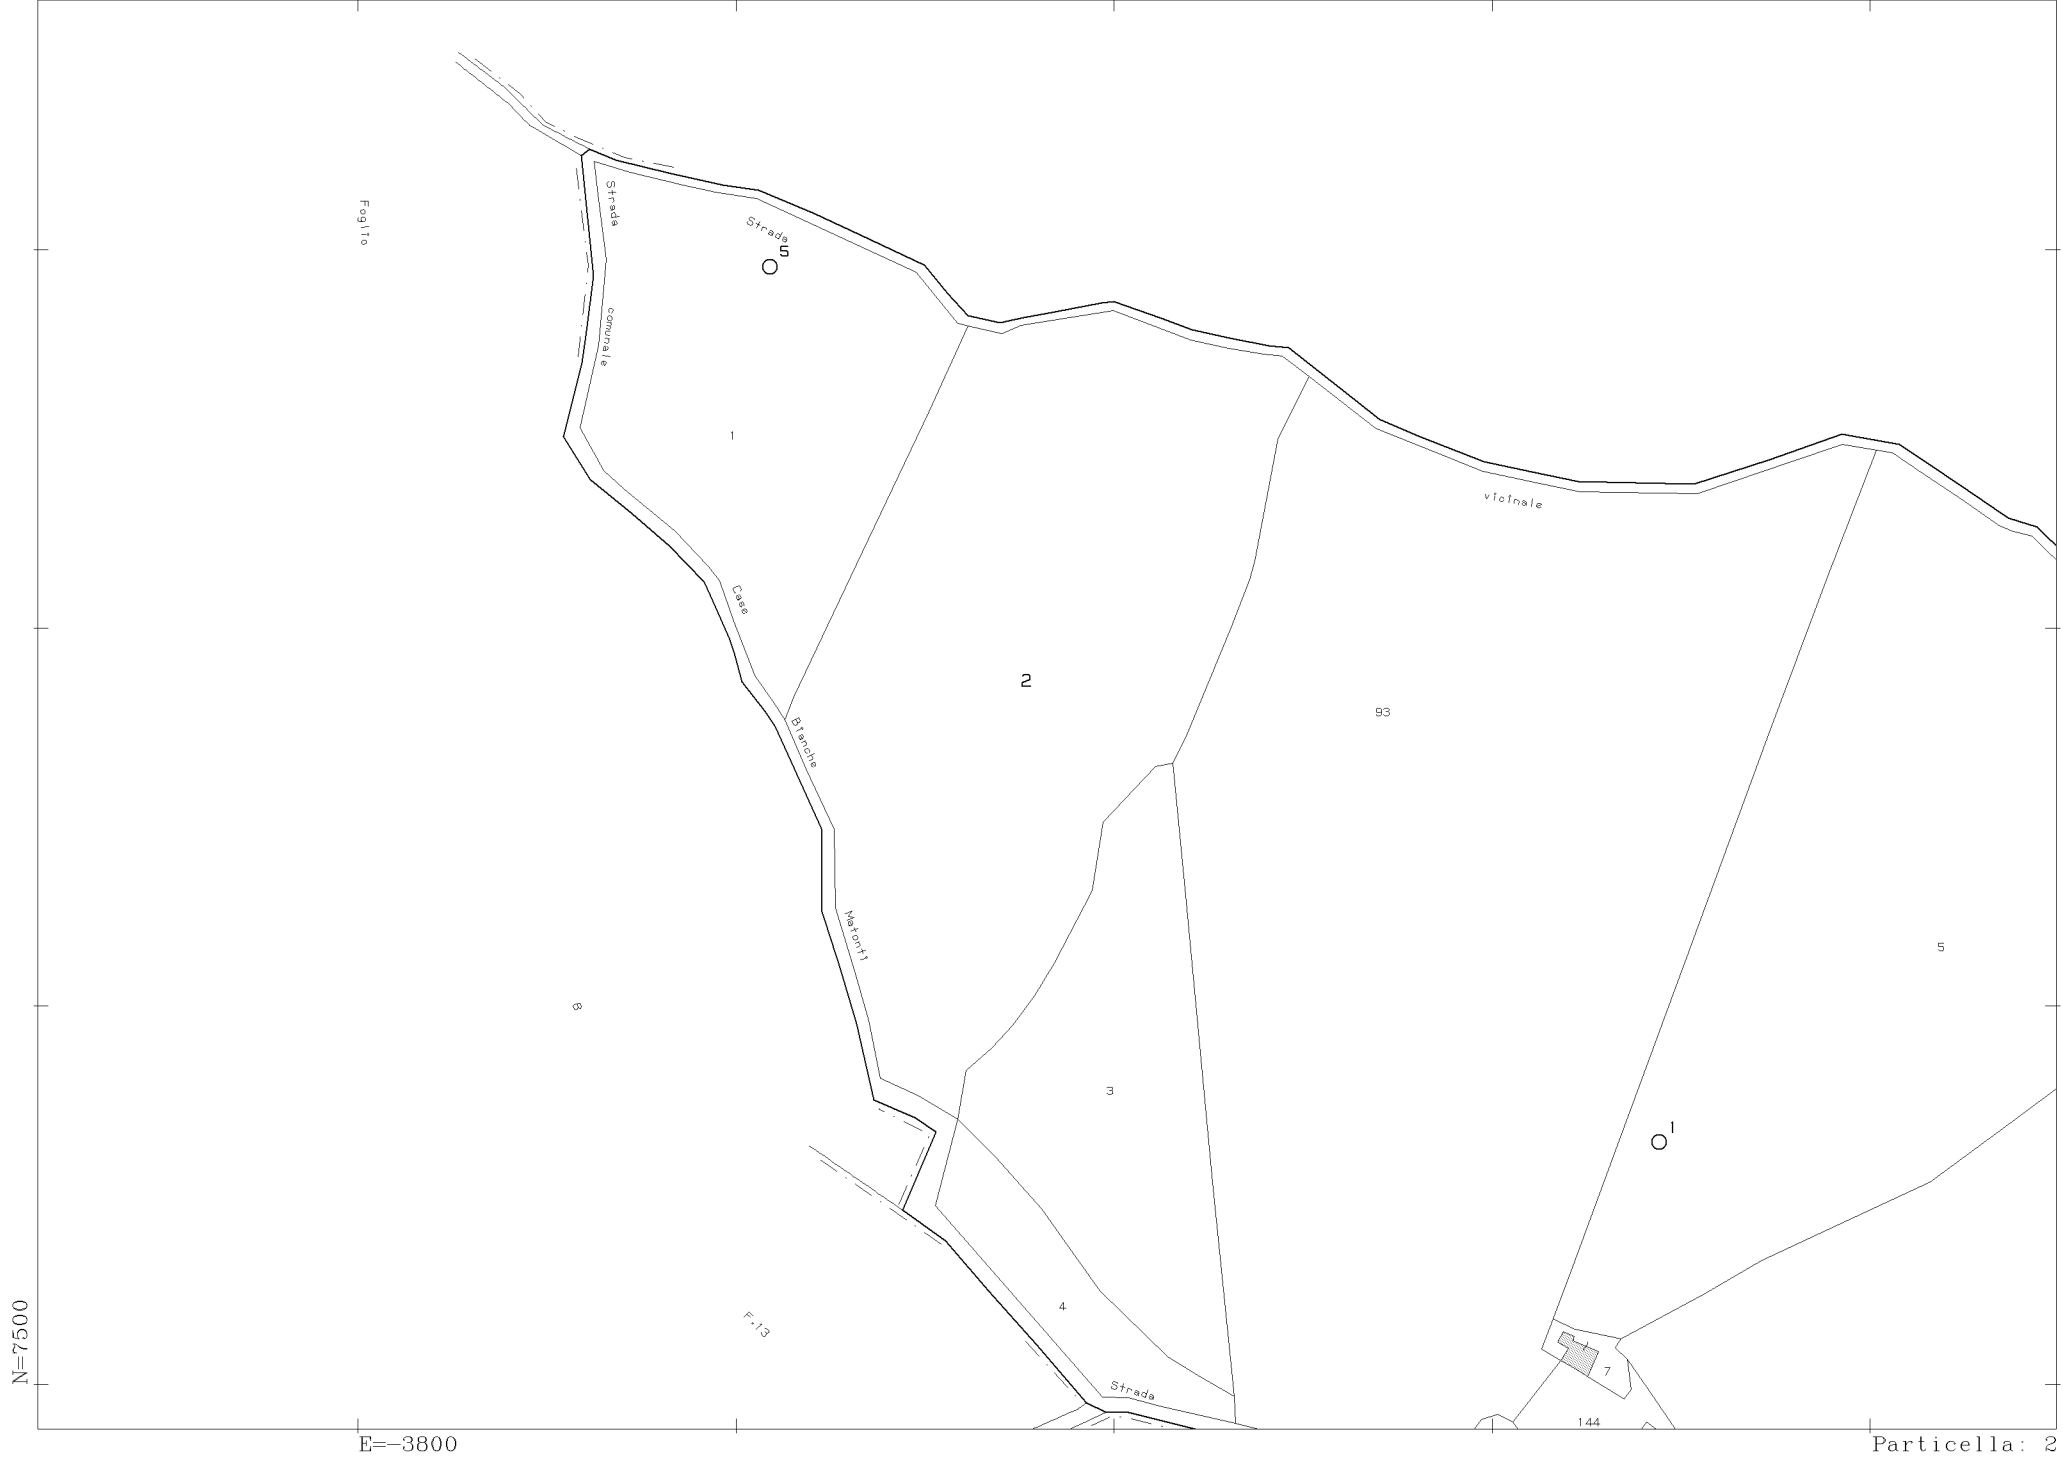 Foglio
Strada
Strada
5
comunale
1
vicinale
Case
2
93
Bianche
Matonti
5
8
3
1
4
F.13
7
Strada
144
N=7500
E=-3800
Particella: 2